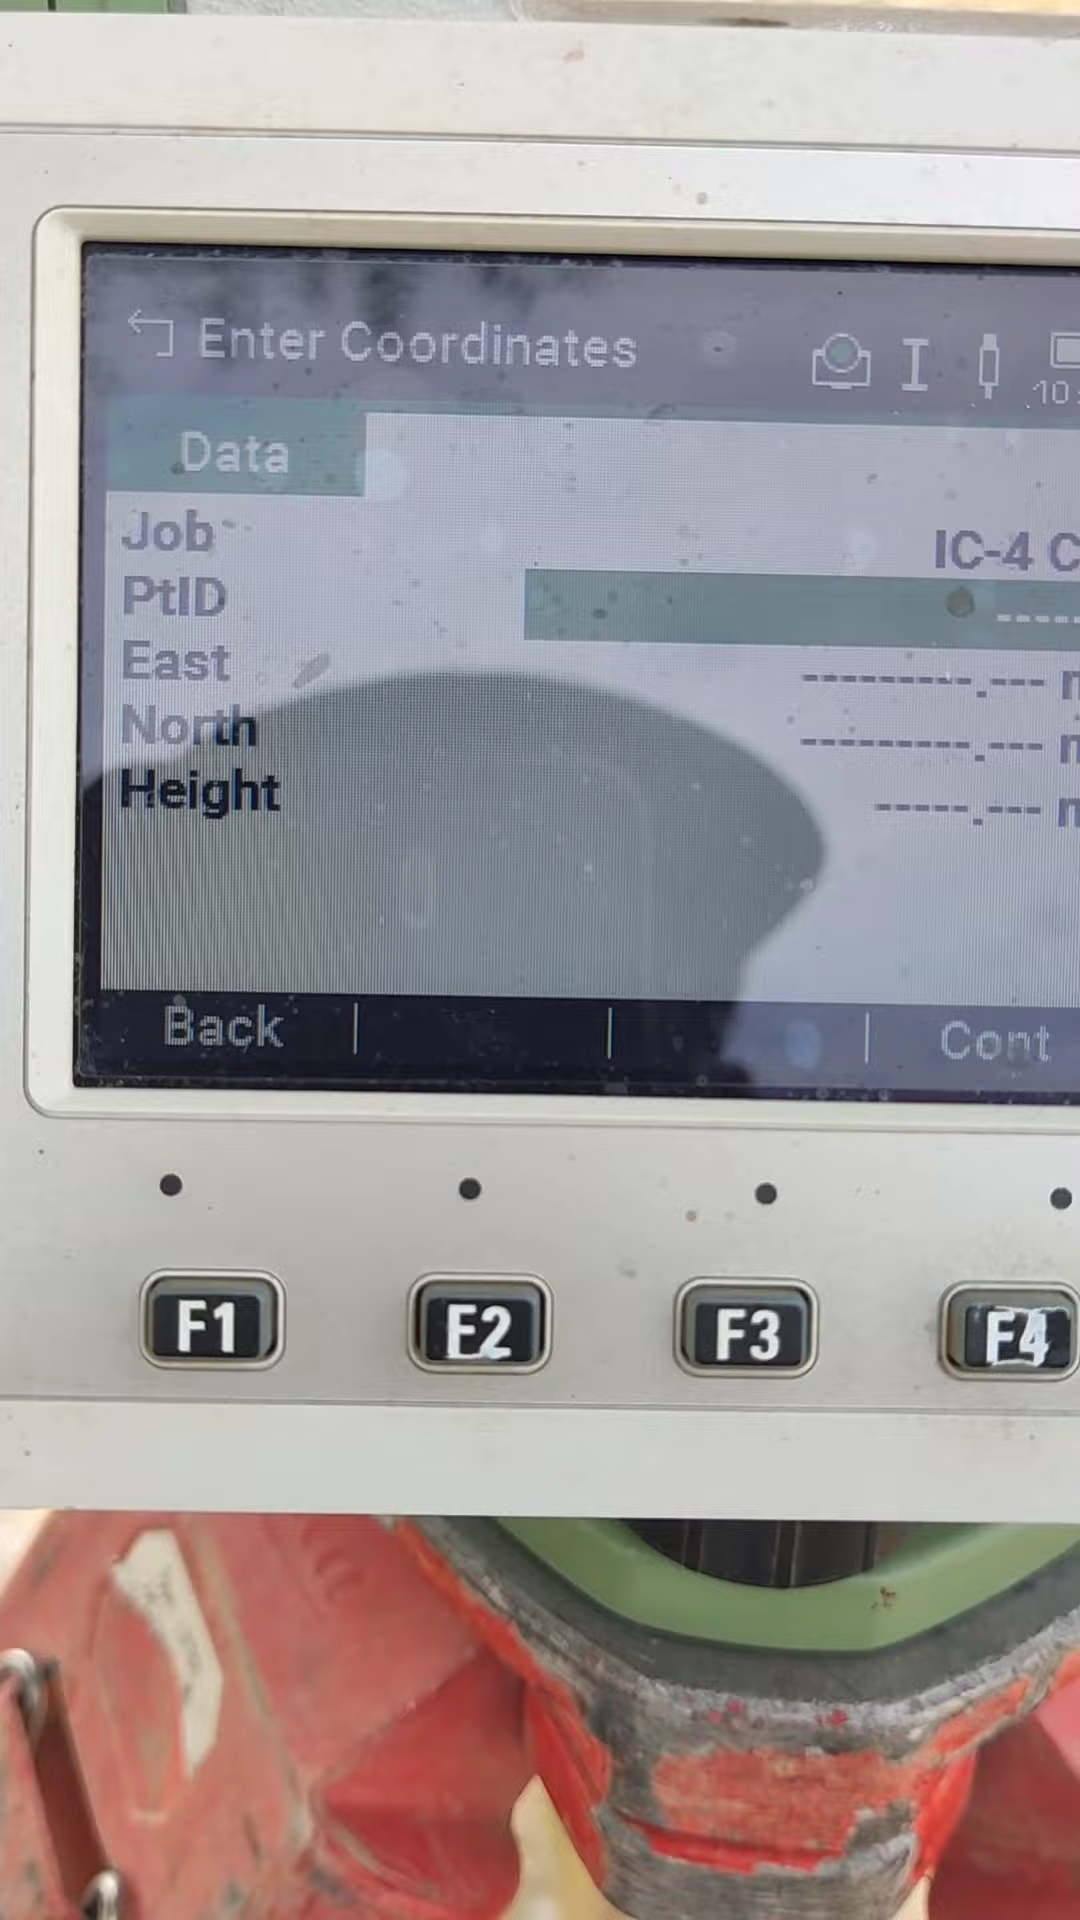 Enter Coordinates
10
Data
Job IC-4 C
PtID -----
East ---------.---
North ---------.---
Height -----.---
Back Cont
F1 F2 F3 F4